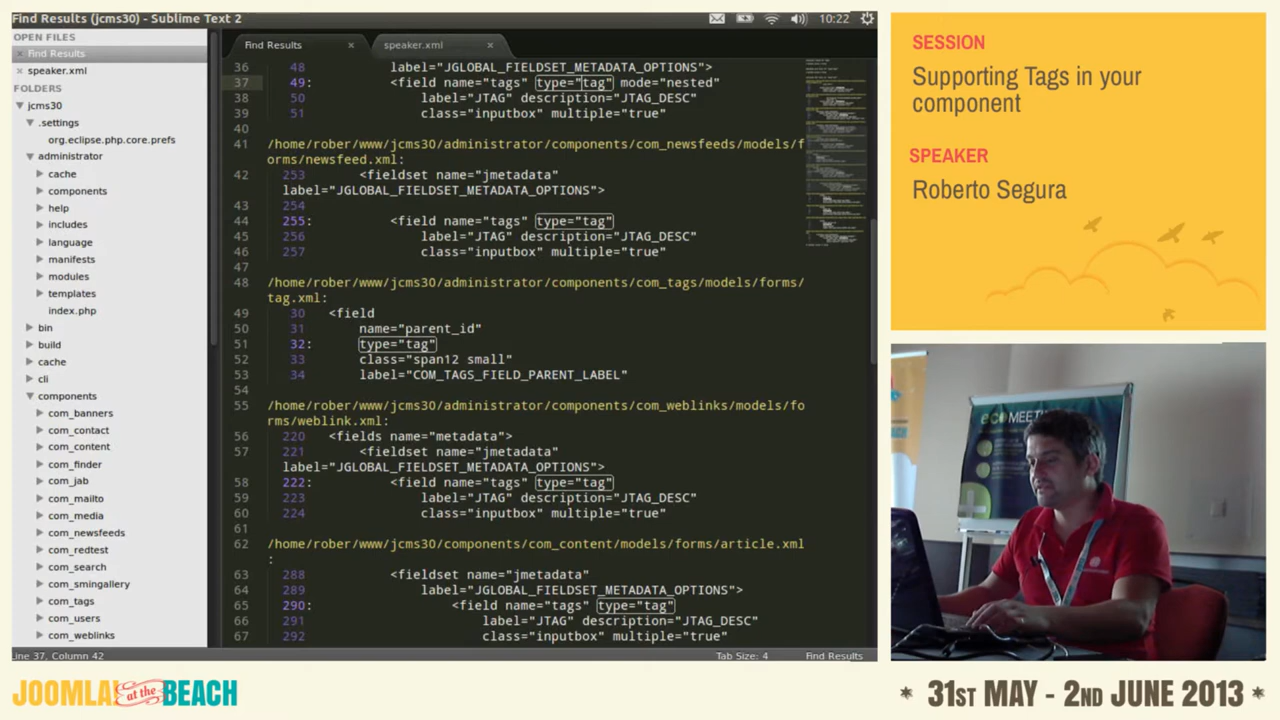 Find Results (jcms30) - Sublime Text 2
10:22
OPEN FILES
Find Results
speaker.xml
FOLDERS
jcms30
.settings
org.eclipse.php.core.prefs
administrator
cache
components
help
includes
language
manifests
modules
templates
index.php
bin
build
cache
cli
components
com_banners
com_contact
com_content
com_finder
com_jab
com_mailto
com_media
com_newsfeeds
com_redtest
com_search
com_smingallery
com_tags
com_users
com_weblinks
Find Results
speaker.xml
36 48 label="JGLOBAL_FIELDSET_METADATA_OPTIONS">
37 49: <field name="tags" type="tag" mode="nested"
38 50 label="JTAG" description="JTAG_DESC"
39 51 class="inputbox" multiple="true"
40
41 /home/rober/www/jcms30/administrator/components/com_newsfeeds/models/f
orms/newsfeed.xml:
42 253 <fieldset name="jmetadata"
label="JGLOBAL_FIELDSET_METADATA_OPTIONS">
43 254
44 255: <field name="tags" type="tag"
45 256 label="JTAG" description="JTAG_DESC"
46 257 class="inputbox" multiple="true"
47
48 /home/rober/www/jcms30/administrator/components/com_tags/models/forms/
tag.xml:
49 30 <field
50 31 name="parent_id"
51 32: type="tag"
52 33 class="span12 small"
53 34 label="COM_TAGS_FIELD_PARENT_LABEL"
54
55 /home/rober/www/jcms30/administrator/components/com_weblinks/models/fo
rms/weblink.xml:
56 220 <fields name="metadata">
57 221 <fieldset name="jmetadata"
label="JGLOBAL_FIELDSET_METADATA_OPTIONS">
58 222: <field name="tags" type="tag"
59 223 label="JTAG" description="JTAG_DESC"
60 224 class="inputbox" multiple="true"
61
62 /home/rober/www/jcms30/components/com_content/models/forms/article.xml
:
63 288 <fieldset name="jmetadata"
64 289 label="JGLOBAL_FIELDSET_METADATA_OPTIONS">
65 290: <field name="tags" type="tag"
66 291 label="JTAG" description="JTAG_DESC"
67 292 class="inputbox" multiple="true"
Line 37, Column 42
Tab Size: 4
Find Results
SESSION
Supporting Tags in your
component
SPEAKER
Roberto Segura
JOOMLA! at the BEACH
* 31ST MAY - 2ND JUNE 2013 *